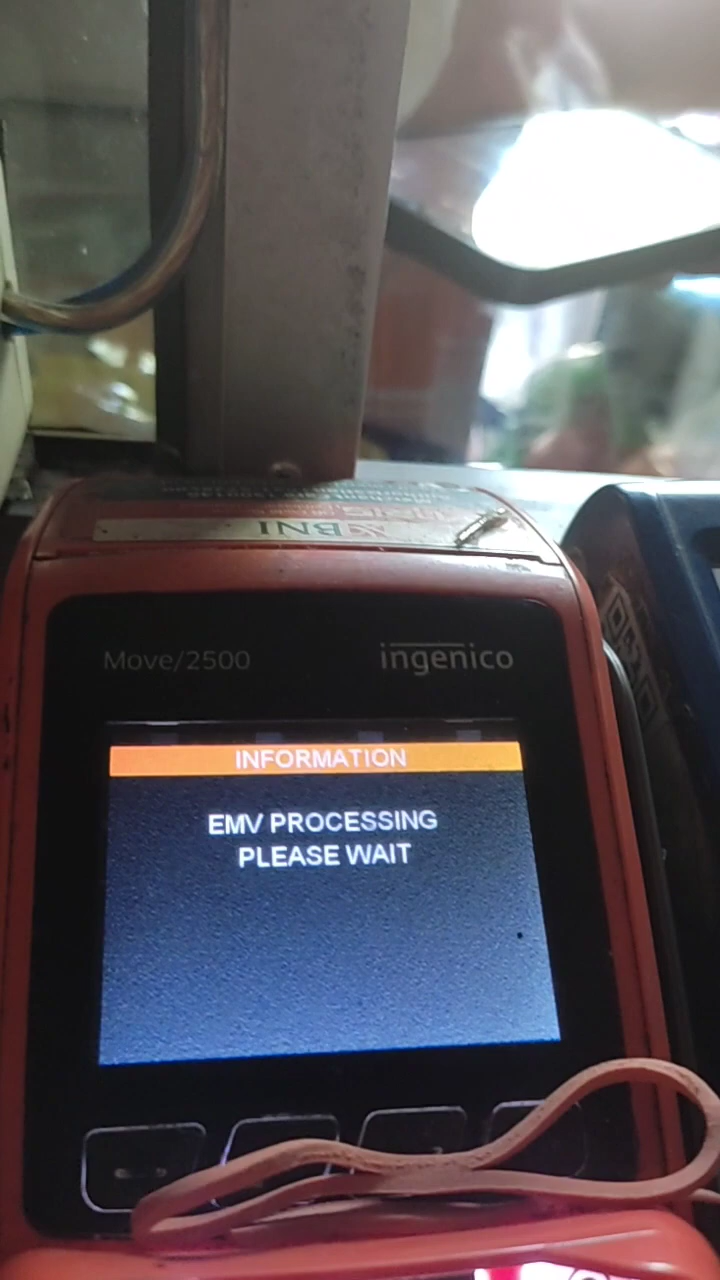 BNI
Move/2500
ingenico
INFORMATION
EMV PROCESSING
PLEASE WAIT